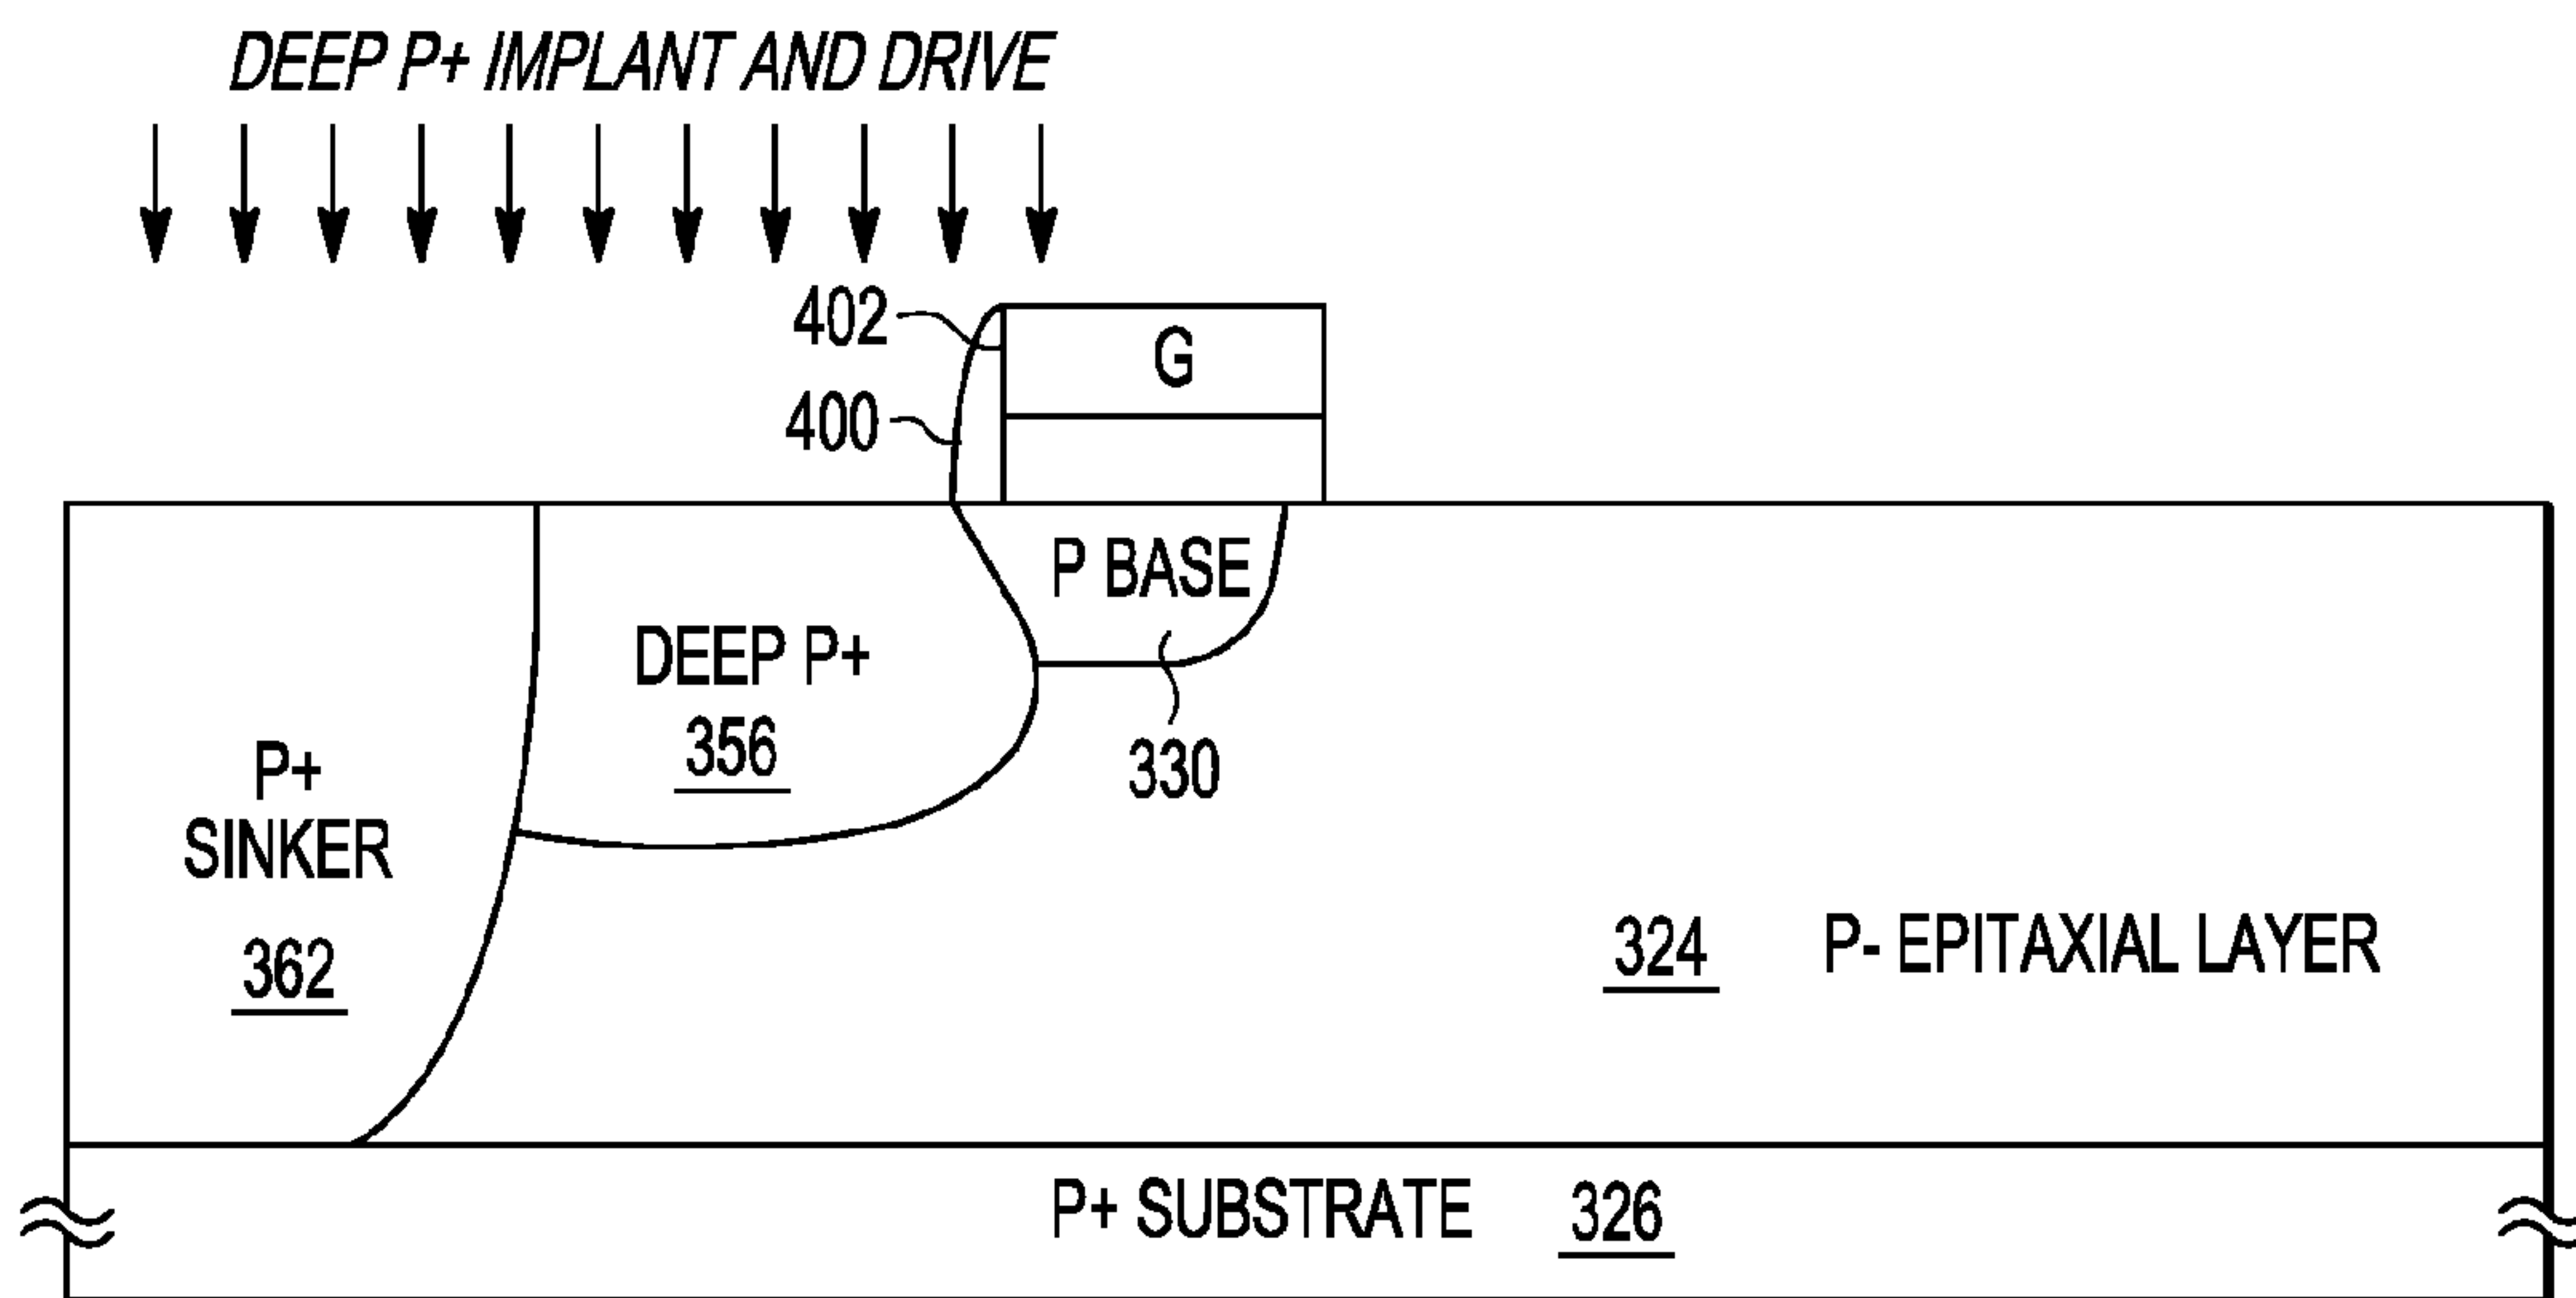 DEEP P+ IMPLANT AND DRIVE
402
G
400
P BASE
DEEP P+
356
330
P+
SINKER
362
324 P- EPITAXIAL LAYER
P+ SUBSTRATE 326